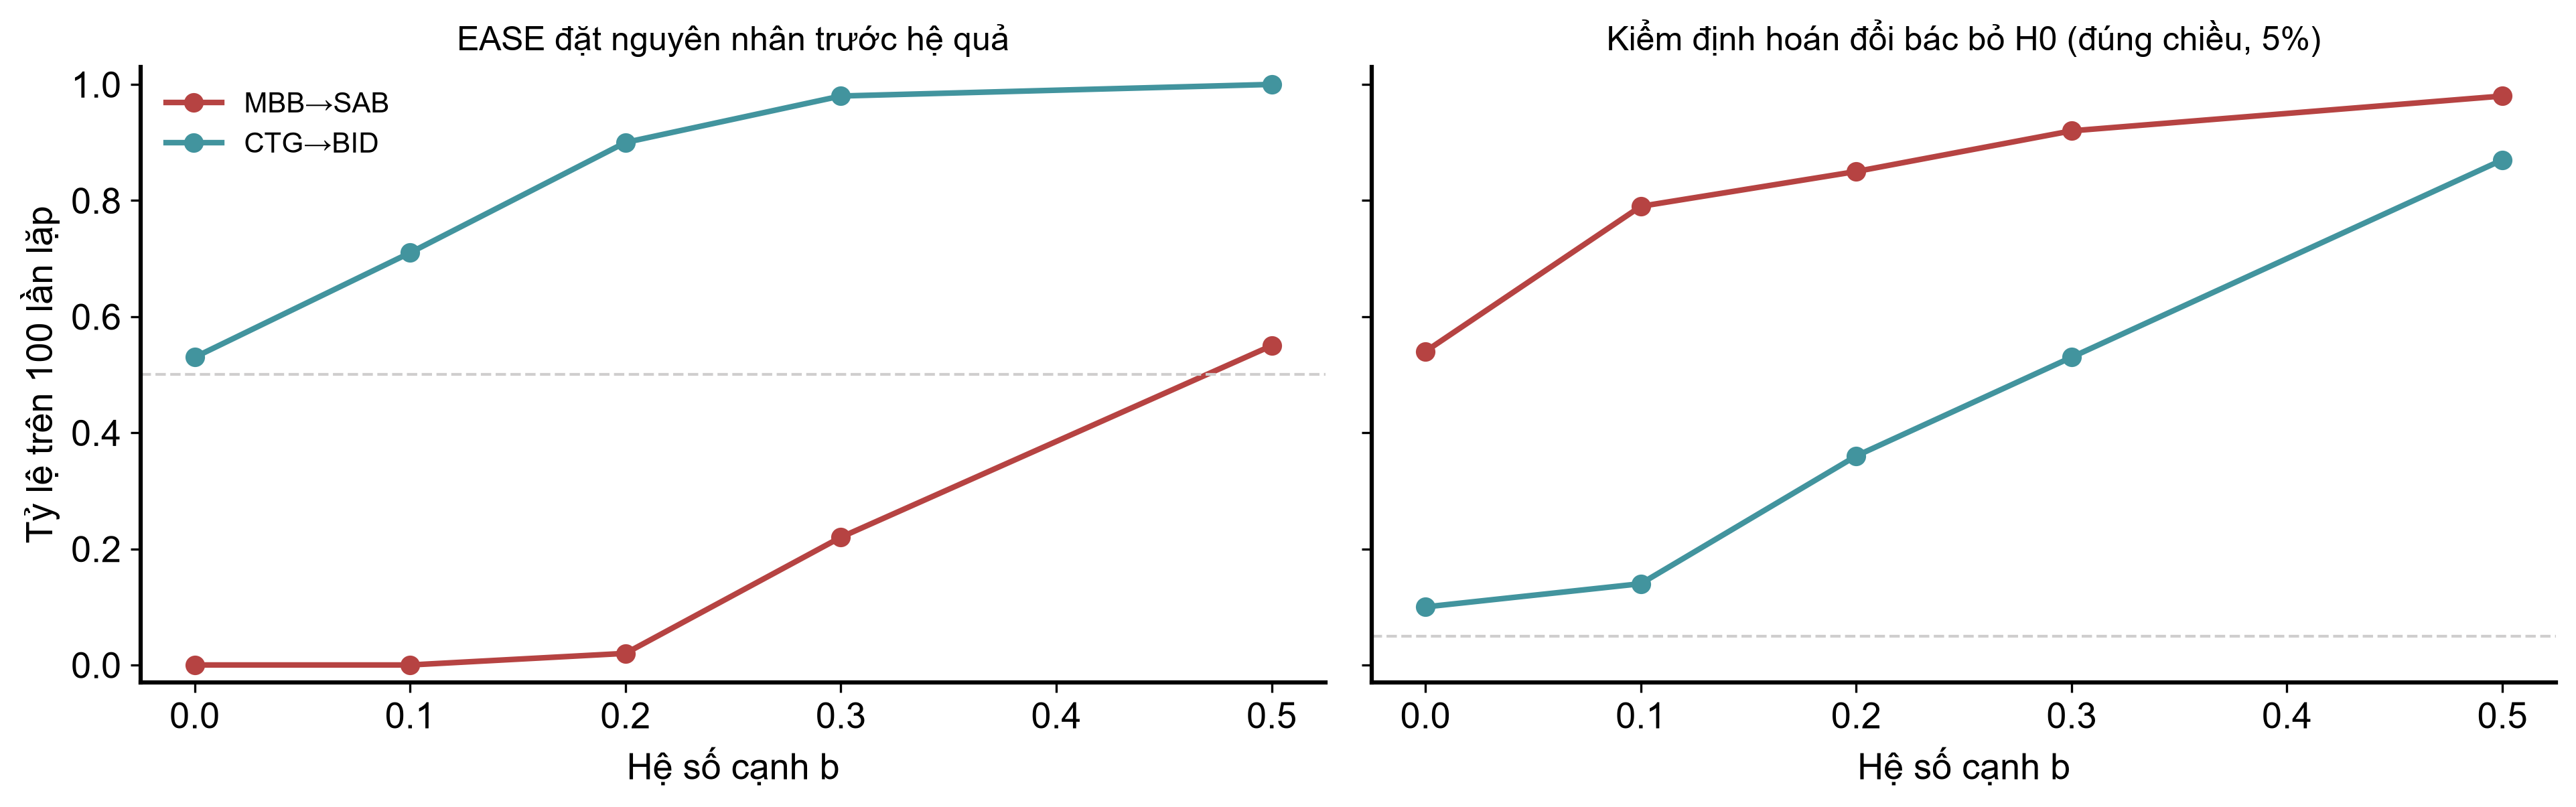 EASE đặt nguyên nhân trước hệ quả
MBB→SAB
CTG→BID
Tỷ lệ trên 100 lần lặp
1.0
0.8
0.6
0.4
0.2
0.0
0.0 0.1 0.2 0.3 0.4 0.5
Hệ số cạnh b
Kiểm định hoán đổi bác bỏ H0 (đúng chiều, 5%)
0.0 0.1 0.2 0.3 0.4 0.5
Hệ số cạnh b